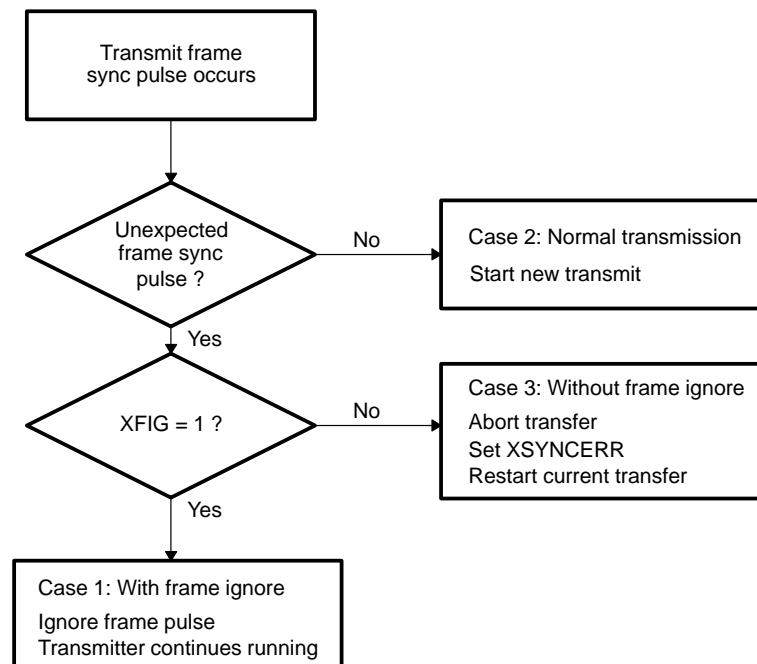 Transmit frame
sync pulse occurs
Unexpected
frame sync
pulse ?
No
Case 2: Normal transmission
Start new transmit
Yes
XFIG = 1 ?
No
Case 3: Without frame ignore
Abort transfer
Set XSYNCERR
Restart current transfer
Yes
Case 1: With frame ignore
Ignore frame pulse
Transmitter continues running